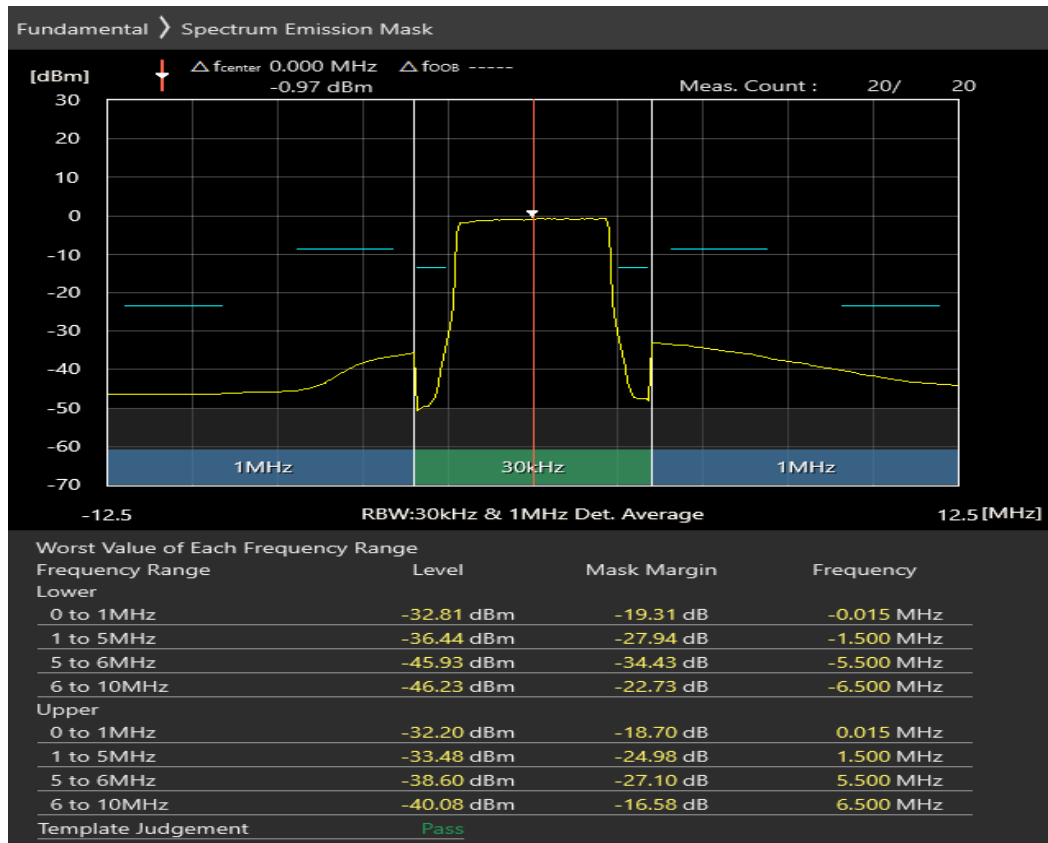 Fundamental ❯ Spectrum Emission Mask
[dBm] △ fcenter 0.000 MHz △ fOOB -----
-0.97 dBm Meas. Count : 20/ 20
30
20
10
0
-10
-20
-30
-40
-50
-60
1MHz 30kHz 1MHz
-70
-12.5 RBW:30kHz & 1MHz Det. Average 12.5 [MHz]
Worst Value of Each Frequency Range
Frequency Range Level Mask Margin Frequency
Lower
0 to 1MHz -32.81 dBm -19.31 dB -0.015 MHz
1 to 5MHz -36.44 dBm -27.94 dB -1.500 MHz
5 to 6MHz -45.93 dBm -34.43 dB -5.500 MHz
6 to 10MHz -46.23 dBm -22.73 dB -6.500 MHz
Upper
0 to 1MHz -32.20 dBm -18.70 dB 0.015 MHz
1 to 5MHz -33.48 dBm -24.98 dB 1.500 MHz
5 to 6MHz -38.60 dBm -27.10 dB 5.500 MHz
6 to 10MHz -40.08 dBm -16.58 dB 6.500 MHz
Template Judgement Pass